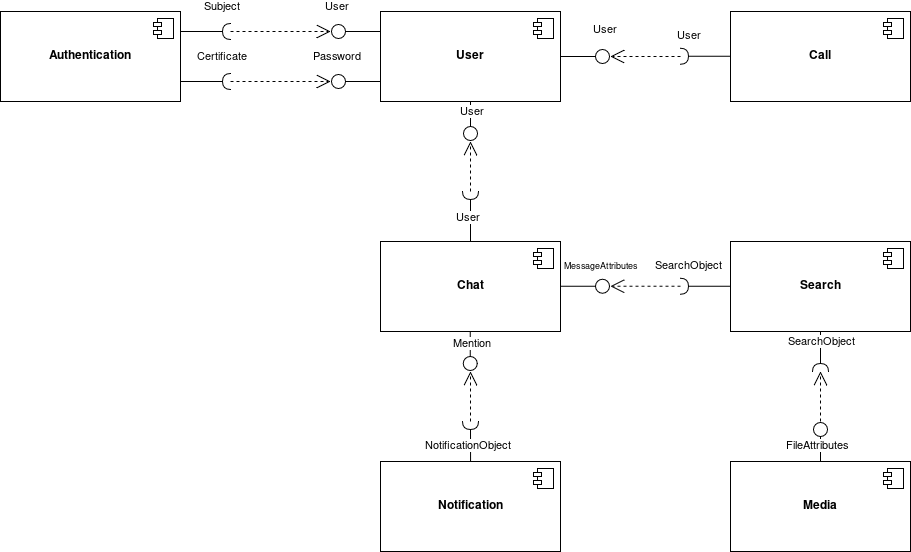 Subject
User
Authentication
Certificate
Password
User
User
User
Call
User
User
Chat
MessageAttributes
SearchObject
Search
Mention
SearchObject
NotificationObject
FileAttributes
Notification
Media